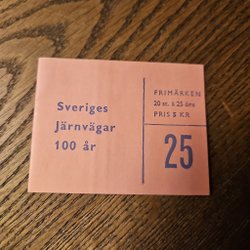 Sveriges
Järnvägar
100 år
FRIMÄRKEN
20 st. à 25 öre
PRIS 5 KR
25